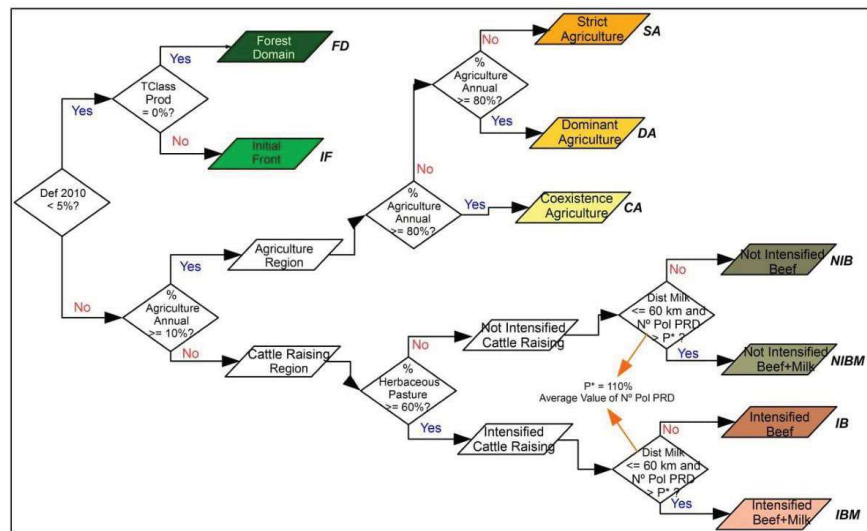 Yes
Forest
Domain
FD
TClass
Prod
= 0%?
Yes
No
Initial
Front
IF
Def 2010
< 5%?
No
No
Strict
Agriculture
SA
%
Agriculture
Annual
>= 80%?
Yes
Dominant
Agriculture
DA
No
%
Agriculture
Annual
>= 80%?
Yes
Coexistence
Agriculture
CA
Yes
Agriculture
Region
%
Agriculture
Annual
>= 10%?
No
Cattle Raising
Region
No
Not Intensified
Cattle Raising
%
Herbaceous
Pasture
>= 60%?
Yes
Intensified
Cattle Raising
No
Not Intensified
Beef
NIB
Dist Milk
<= 60 km and
Nº Pol PRD
> P* ?
Yes
Not Intensified
Beef+Milk
NIBM
P* = 110%
Average Value of Nº Pol PRD
No
Intensified
Beef
IB
Dist Milk
<= 60 km and
Nº Pol PRD
> P* ?
Yes
Intensified
Beef+Milk
IBM